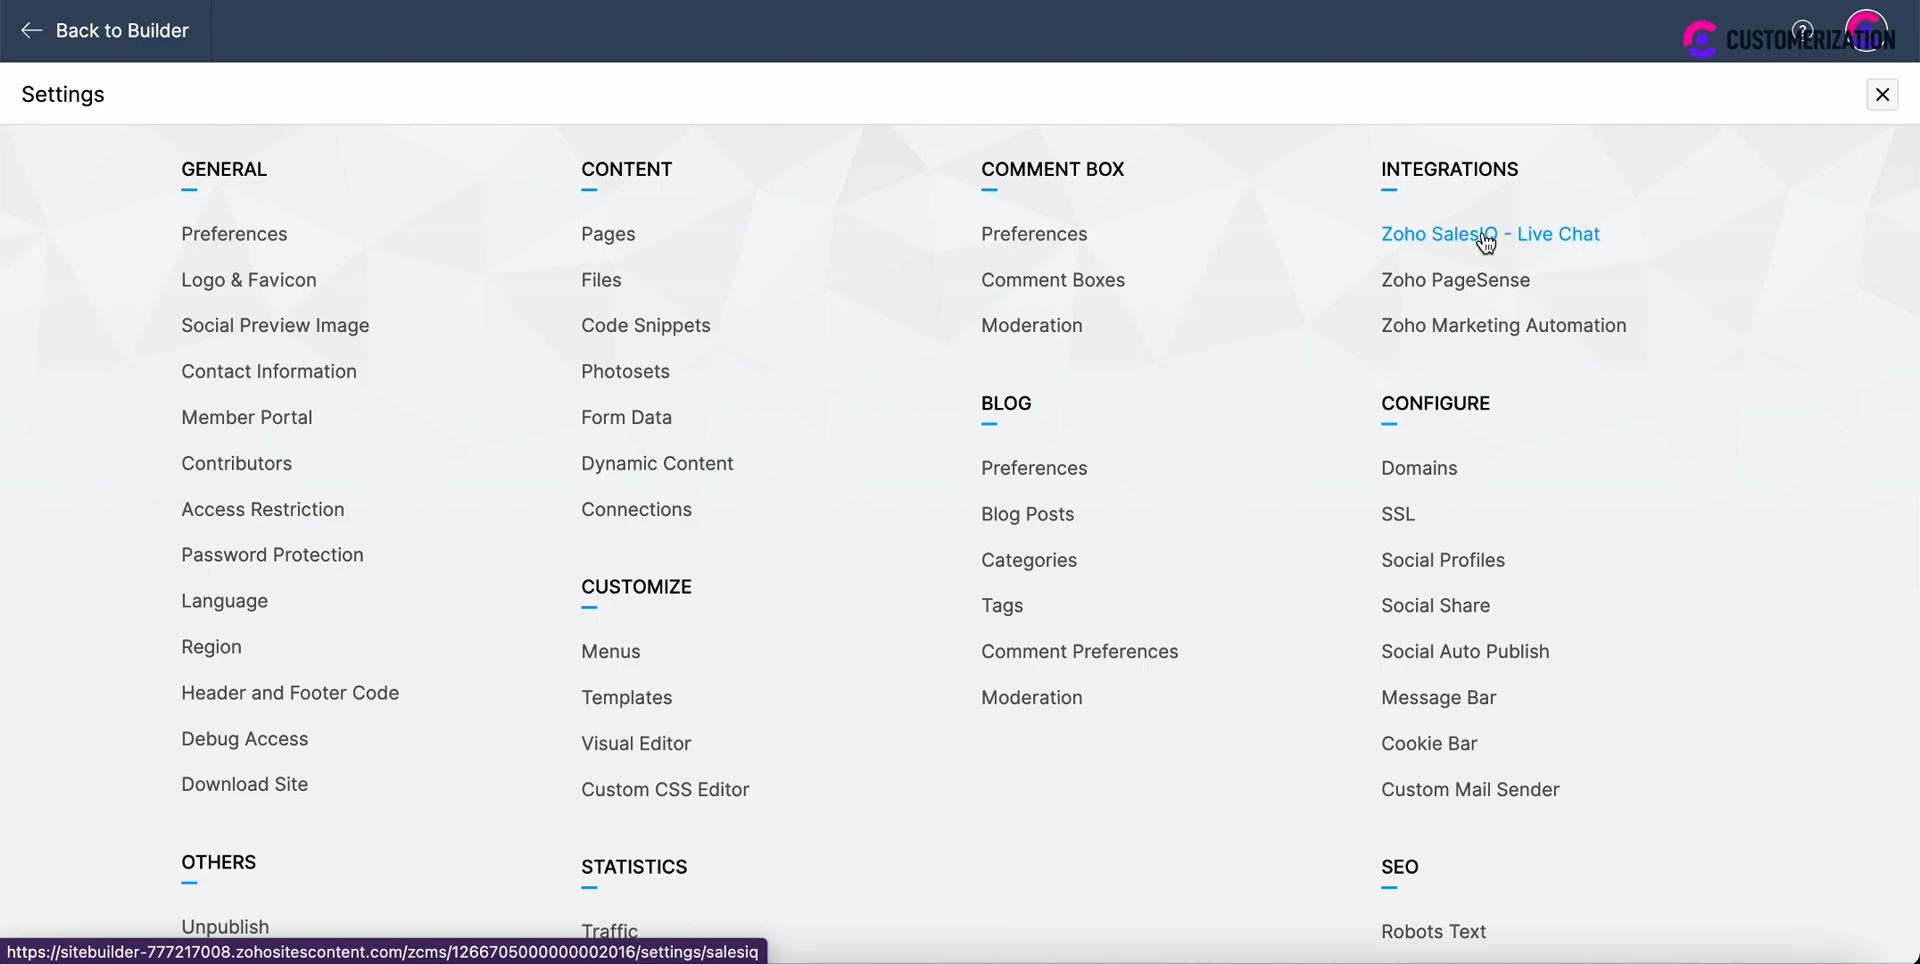 Back to Builder
?
CUSTOMERIZATION
Settings
GENERAL
Preferences
Logo & Favicon
Social Preview Image
Contact Information
Member Portal
Contributors
Access Restriction
Password Protection
Language
Region
Header and Footer Code
Debug Access
Download Site
OTHERS
Unpublish
CONTENT
Pages
Files
Code Snippets
Photosets
Form Data
Dynamic Content
Connections
CUSTOMIZE
Menus
Templates
Visual Editor
Custom CSS Editor
STATISTICS
Traffic
COMMENT BOX
Preferences
Comment Boxes
Moderation
BLOG
Preferences
Blog Posts
Categories
Tags
Comment Preferences
Moderation
INTEGRATIONS
Zoho SalesIQ - Live Chat
Zoho PageSense
Zoho Marketing Automation
CONFIGURE
Domains
SSL
Social Profiles
Social Share
Social Auto Publish
Message Bar
Cookie Bar
Custom Mail Sender
SEO
Robots Text
https://sitebuilder-777217008.zohositescontent.com/zcms/1266705000000002016/settings/salesiq